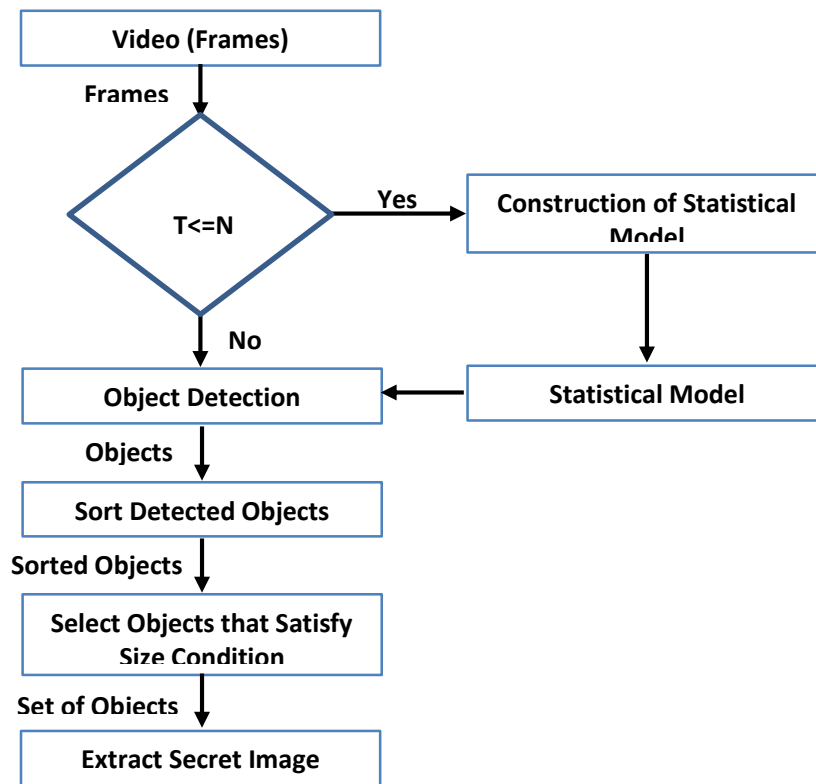 Video (Frames)
Frames
T<=N
Yes
Construction of Statistical
Model
No
Object Detection
Statistical Model
Objects
Sort Detected Objects
Sorted Objects
Select Objects that Satisfy
Size Condition
Set of Objects
Extract Secret Image